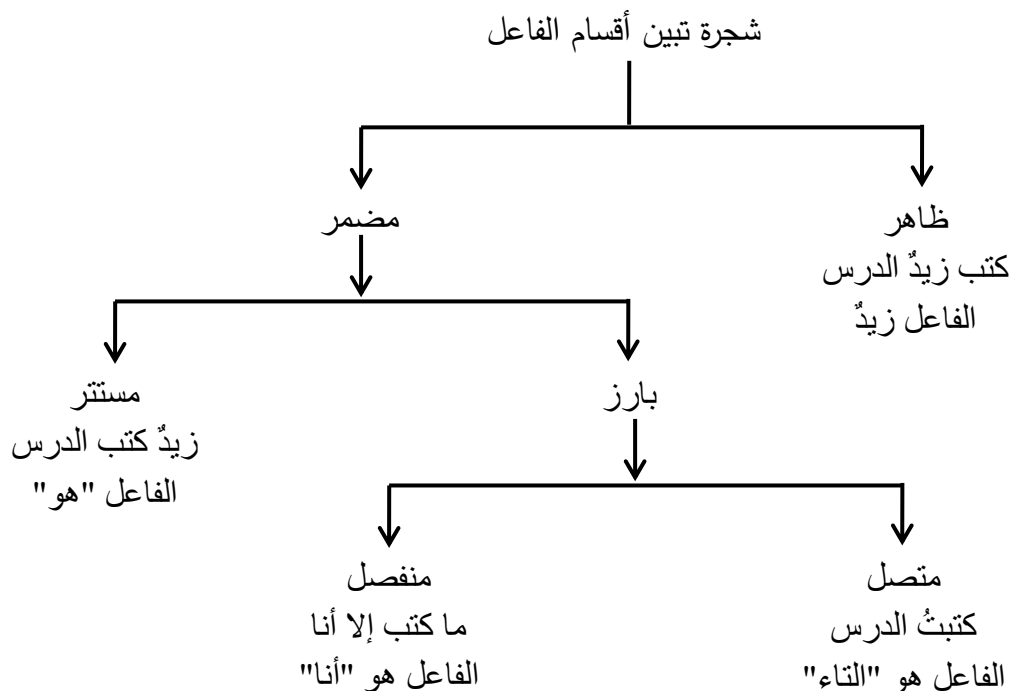 شجرة تبين أقسام الفاعل
ظاهر
كتب زيدٌ الدرس
الفاعل زيدٌ
مضمر
بارز
متصل
كتبتُ الدرس
الفاعل هو "التاء"
منفصل
ما كتب إلا أنا
الفاعل هو "أنا"
مستتر
زيدٌ كتب الدرس
الفاعل "هو"